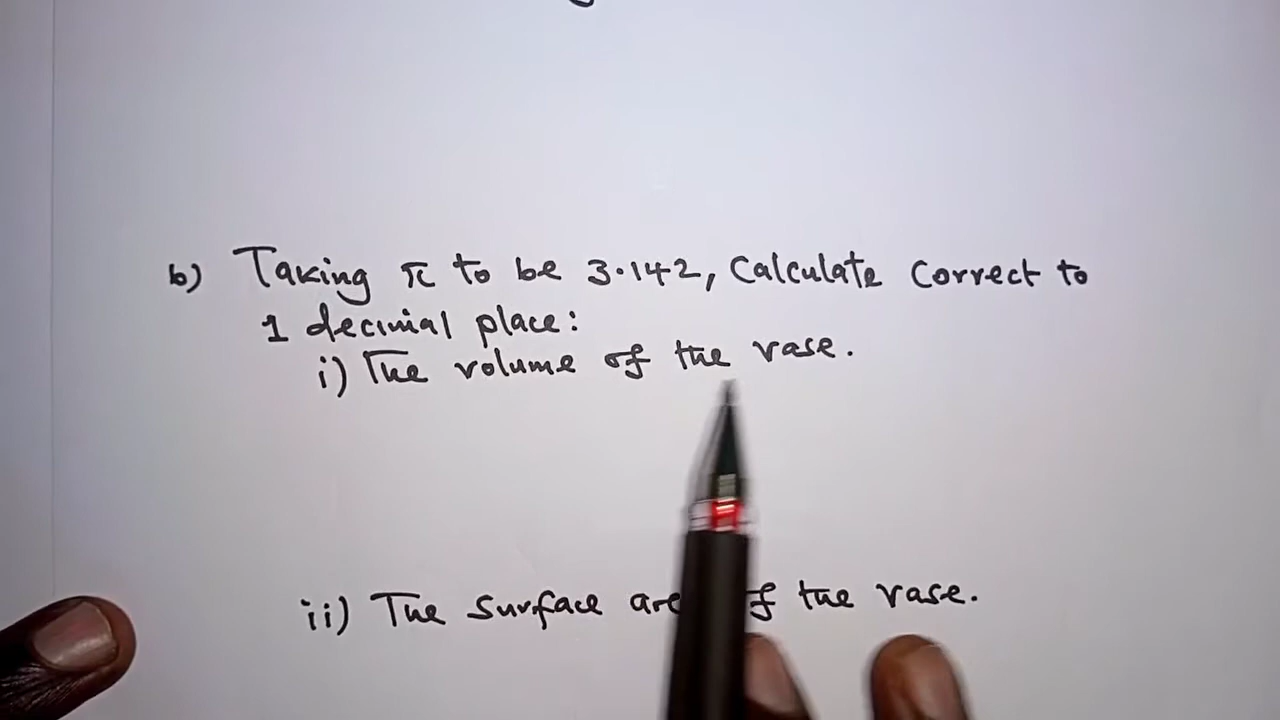 b) Taking π to be 3.142, Calculate Correct to
1 decimal place:
i) The volume of the vase.
ii) The surface of the vase.